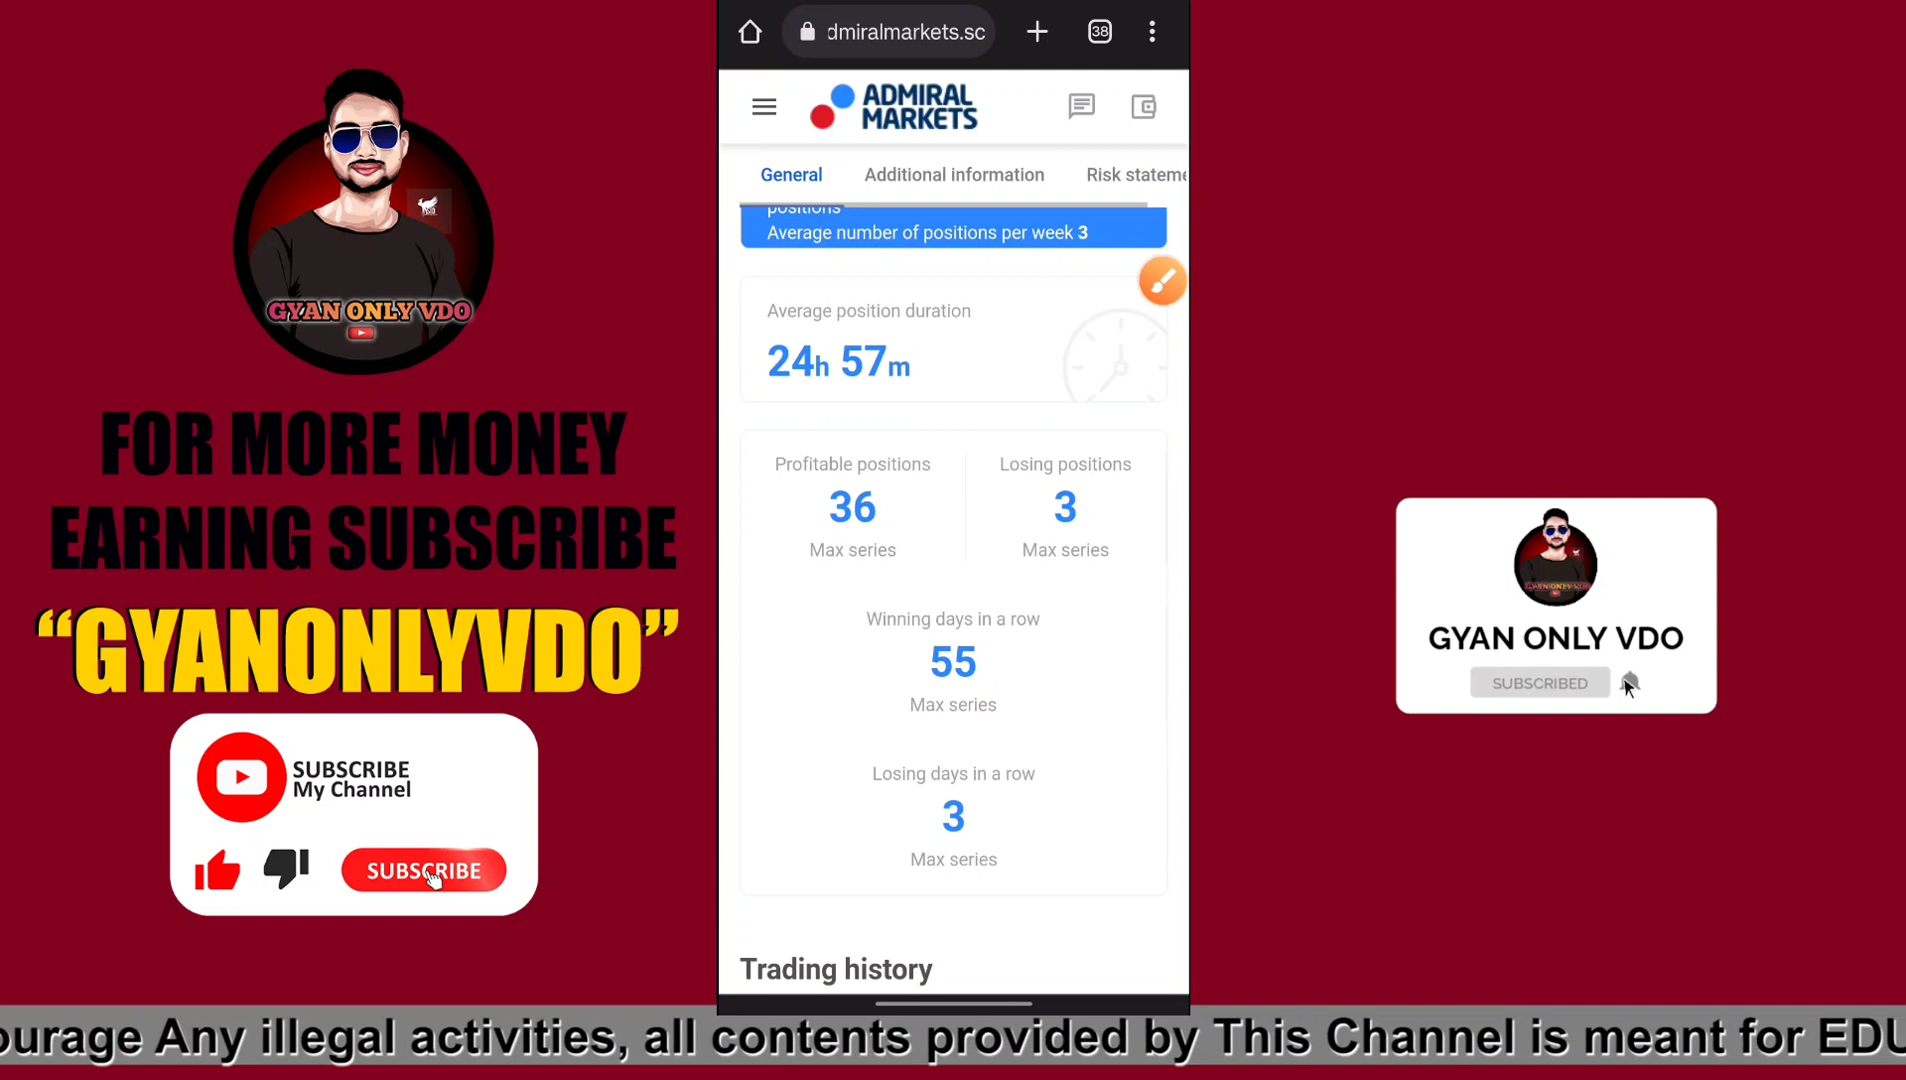 GYAN ONLY VDO
FOR MORE MONEY
EARNING SUBSCRIBE
“GYANONLYVDO”
SUBSCRIBE
My Channel
SUBSCRIBE
dmiralmarkets.sc
38
ADMIRAL
MARKETS
General Additional information Risk stateme
positions
Average number of positions per week 3
Average position duration
24h 57m
Profitable positions Losing positions
36 3
Max series Max series
Winning days in a row
55
Max series
Losing days in a row
3
Max series
Trading history
GYAN ONLY VDO
SUBSCRIBED
ourage Any illegal activities, all contents provided by This Channel is meant for EDU